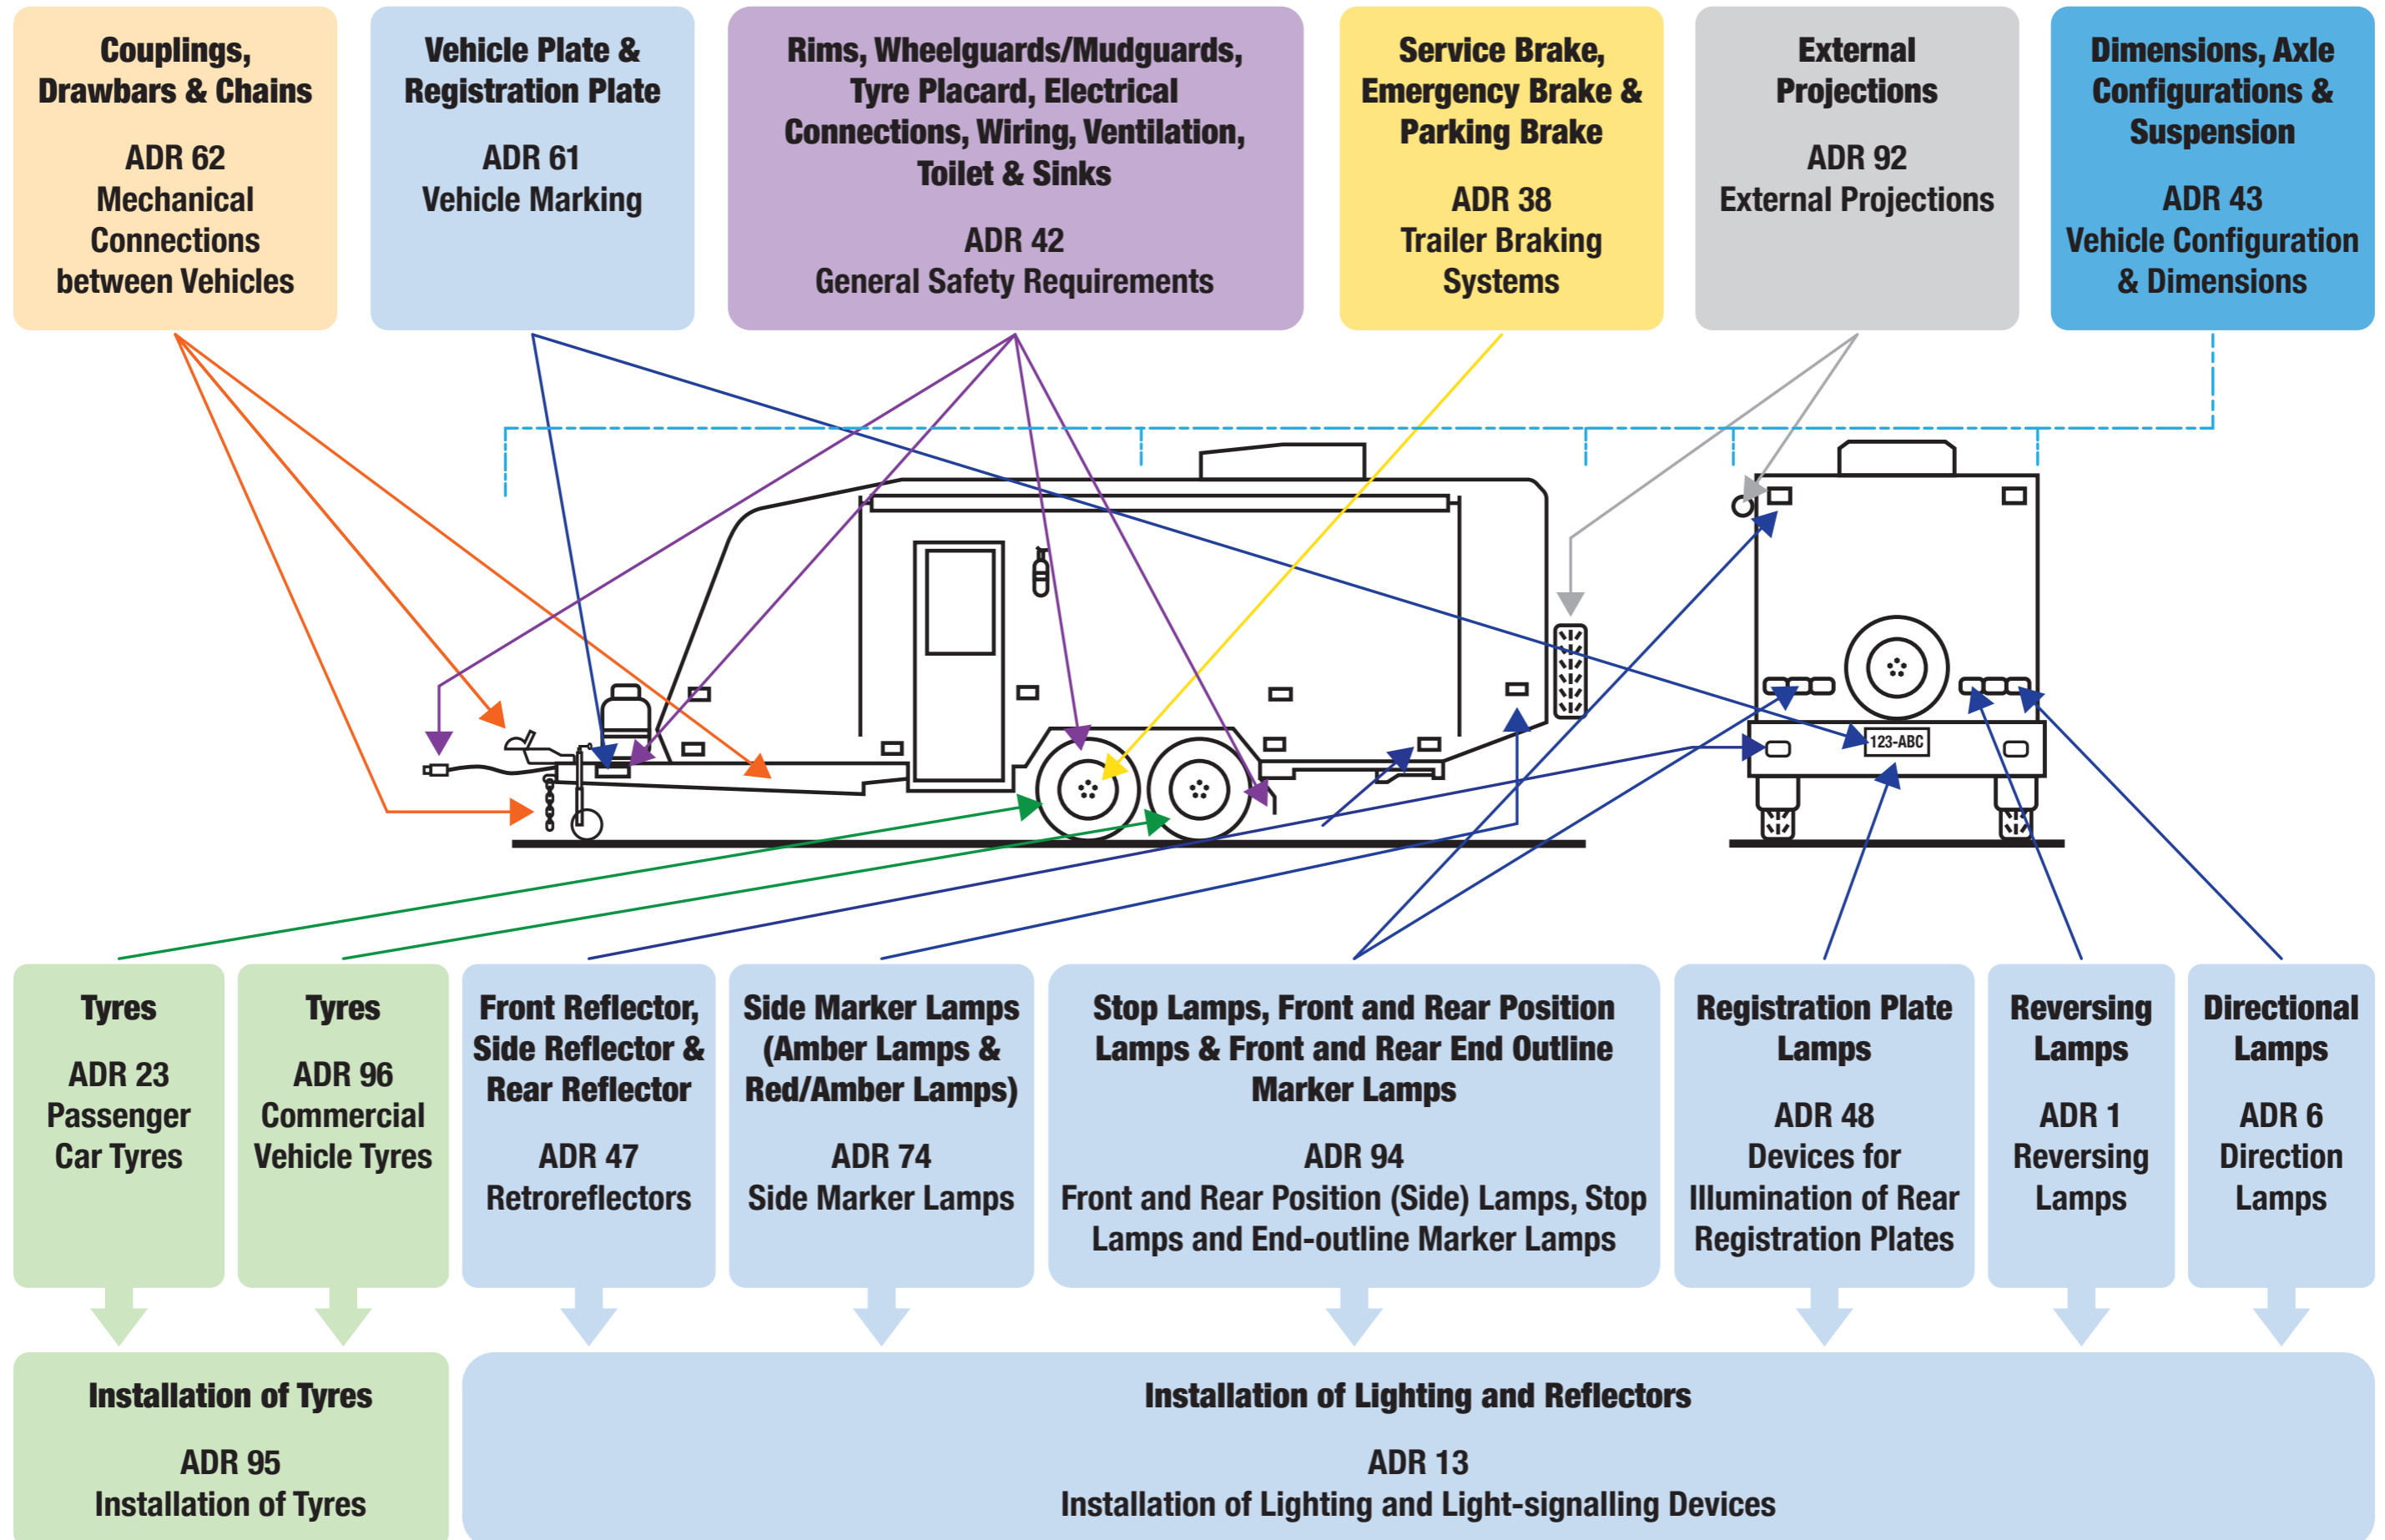 Couplings,
Drawbars & Chains
ADR 62
Mechanical
Connections
between Vehicles
Vehicle Plate &
Registration Plate
ADR 61
Vehicle Marking
Rims, Wheelguards/Mudguards,
Tyre Placard, Electrical
Connections, Wiring, Ventilation,
Toilet & Sinks
ADR 42
General Safety Requirements
Service Brake,
Emergency Brake &
Parking Brake
ADR 38
Trailer Braking
Systems
External
Projections
ADR 92
External Projections
Dimensions, Axle
Configurations &
Suspension
ADR 43
Vehicle Configuration
& Dimensions
123-ABC
Tyres
ADR 23
Passenger
Car Tyres
Tyres
ADR 96
Commercial
Vehicle Tyres
Front Reflector,
Side Reflector &
Rear Reflector
ADR 47
Retroreflectors
Side Marker Lamps
(Amber Lamps &
Red/Amber Lamps)
ADR 74
Side Marker Lamps
Stop Lamps, Front and Rear Position
Lamps & Front and Rear End Outline
Marker Lamps
ADR 94
Front and Rear Position (Side) Lamps, Stop
Lamps and End-outline Marker Lamps
Registration Plate
Lamps
ADR 48
Devices for
Illumination of Rear
Registration Plates
Reversing
Lamps
ADR 1
Reversing
Lamps
Directional
Lamps
ADR 6
Direction
Lamps
Installation of Tyres
ADR 95
Installation of Tyres
Installation of Lighting and Reflectors
ADR 13
Installation of Lighting and Light-signalling Devices